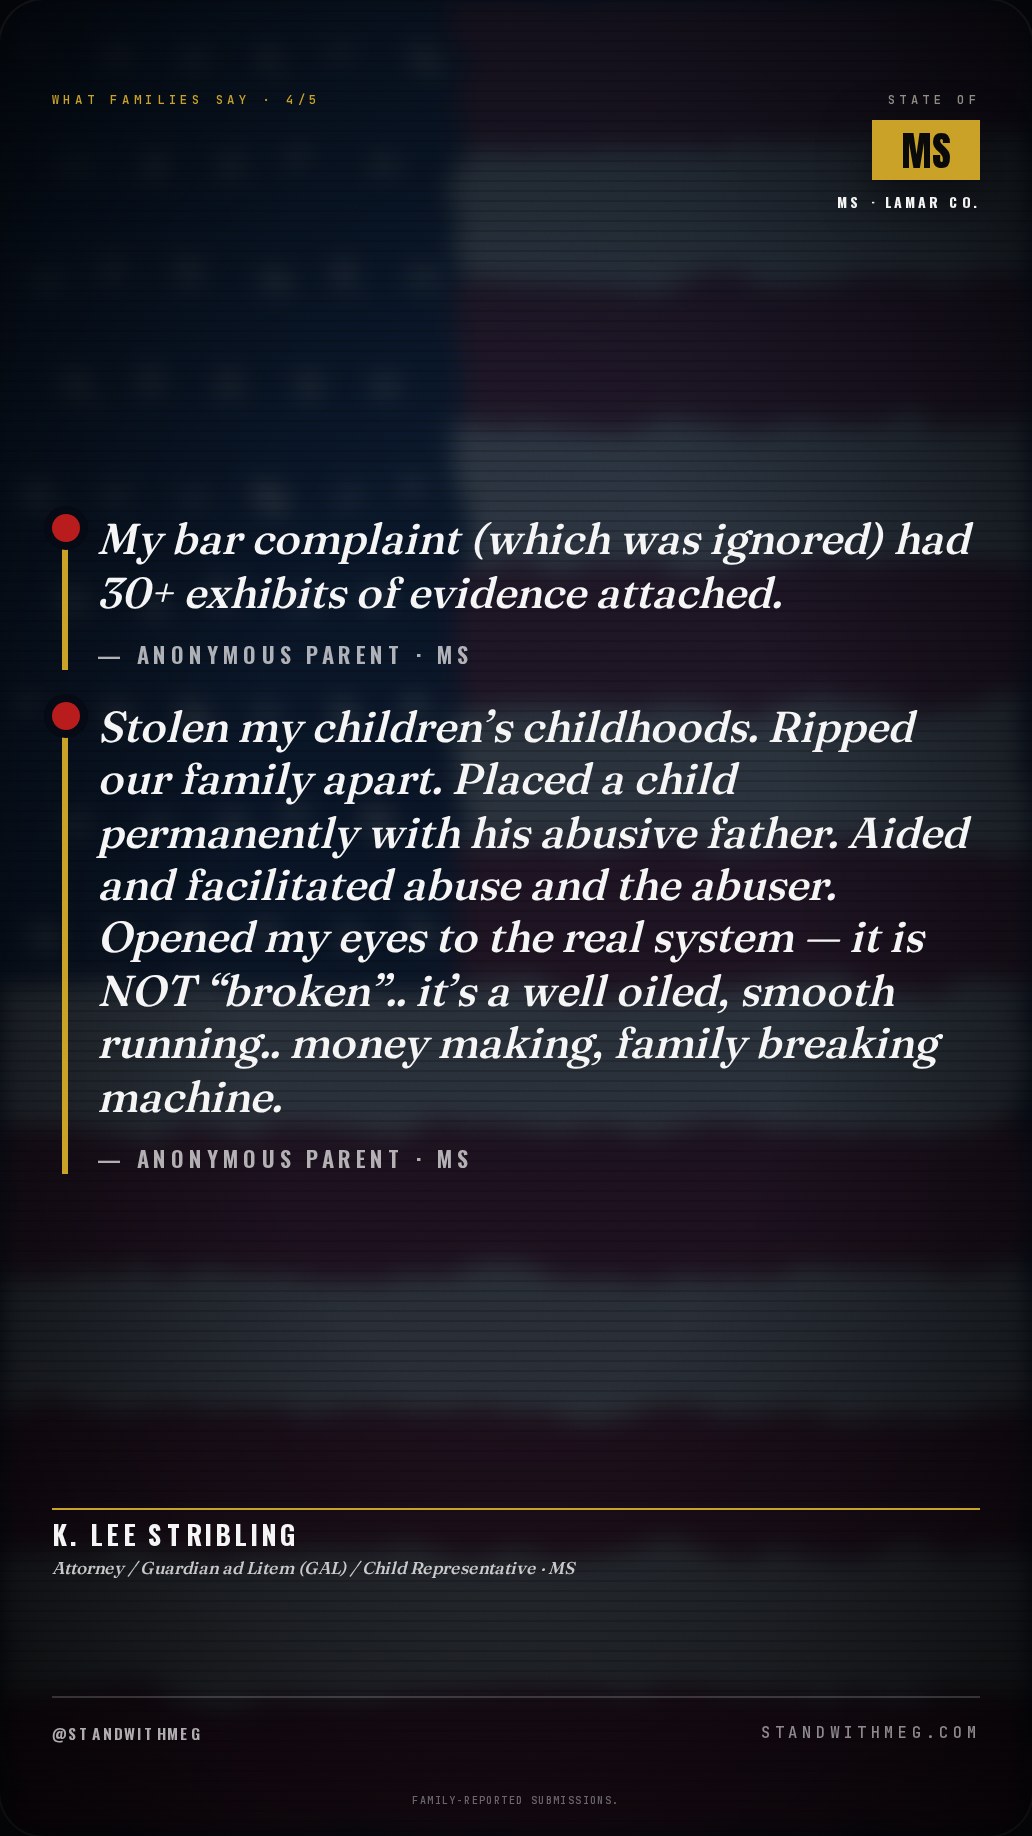 WHAT FAMILIES SAY · 4/5
STATE OF
MS
MS · LAMAR CO.
My bar complaint (which was ignored) had
30+ exhibits of evidence attached.
— ANONYMOUS PARENT · MS
Stolen my children’s childhoods. Ripped
our family apart. Placed a child
permanently with his abusive father. Aided
and facilitated abuse and the abuser.
Opened my eyes to the real system — it is
NOT “broken”.. it’s a well oiled, smooth
running.. money making, family breaking
machine.
— ANONYMOUS PARENT · MS
K. LEE STRIBLING
Attorney / Guardian ad Litem (GAL) / Child Representative · MS
@STANDWITHMEG
STANDWITHMEG.COM
FAMILY-REPORTED SUBMISSIONS.